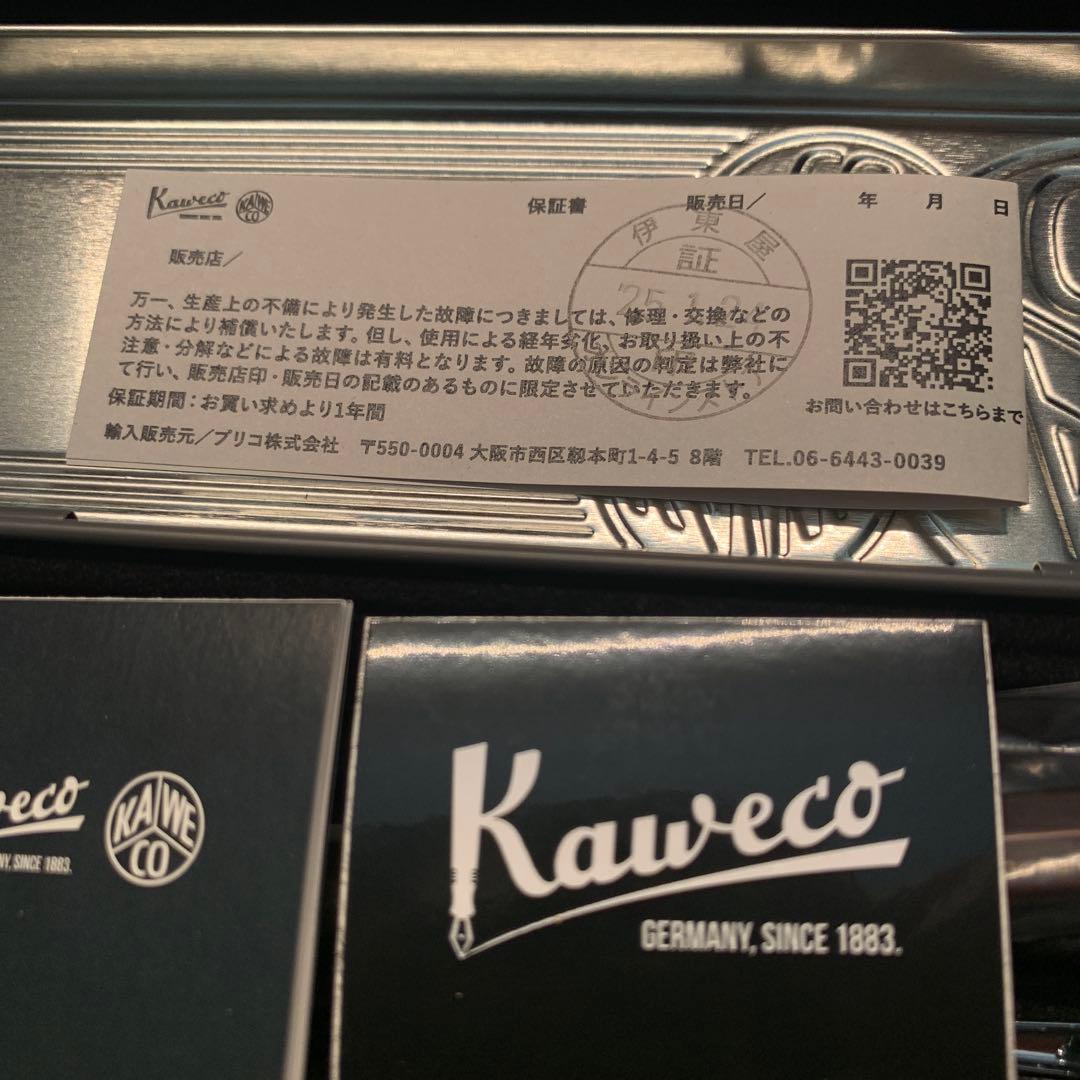 Kaweco KA WE CO 保証書 販売日／ 年 月 日
伊東屋
証
販売店／
'25.1.2
万一、生産上の不備により発生した故障につきましては、修理・交換などの
方法により補償いたします。但し、使用による経年劣化、お取り扱い上の不
注意・分解などによる故障は有料となります。故障の原因の判定は弊社に
て行い、販売店印・販売日の記載のあるものに限定させていただきます。
保証期間：お買い求めより1年間
お問い合わせはこちらまで
輸入販売元／プリコ株式会社 〒550-0004 大阪市西区靱本町1-4-5 8階 TEL.06-6443-0039
weco KA WE CO
NY, SINCE 1883.
Kaweco
GERMANY, SINCE 1883.